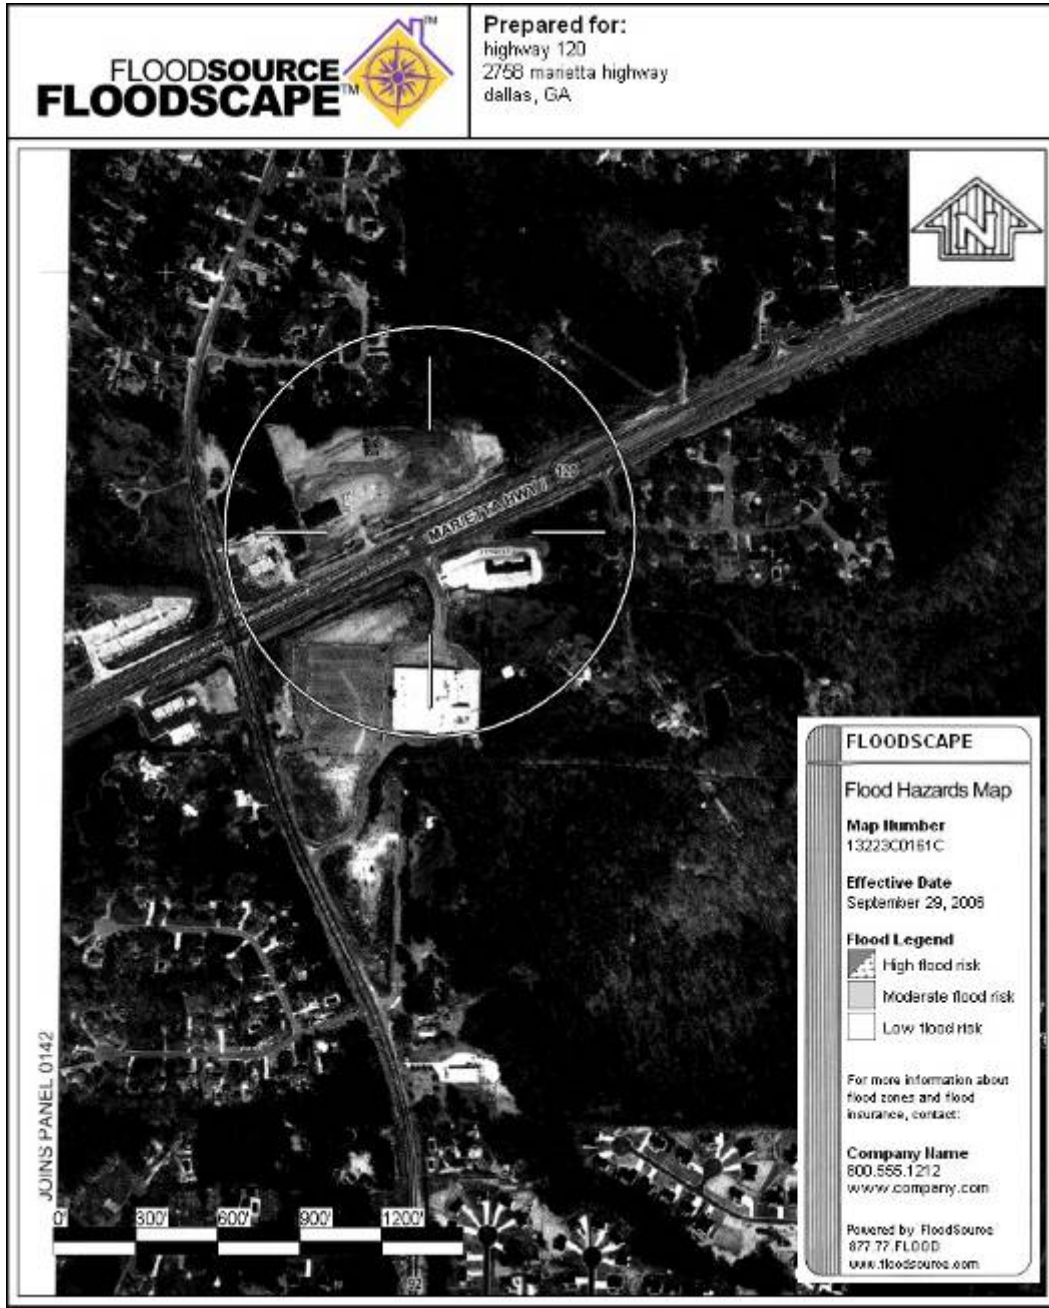 FLOODSOURCE
FLOODSCAPE™
TM
Prepared for:
highway 120
2758 marietta highway
dallas, GA
N
MARIETTA HWY
120
JOINS PANEL 0142
0' 300' 600' 900' 1200'
92
FLOODSCAPE
Flood Hazards Map
Map Number
13223C0161C
Effective Date
September 29, 2006
Flood Legend
High flood risk
Moderate flood risk
Low flood risk
For more information about
flood zones and flood
insurance, contact:
Company Name
800.555.1212
www.company.com
Powered by FloodSource
877.77.FLOOD
www.floodsource.com